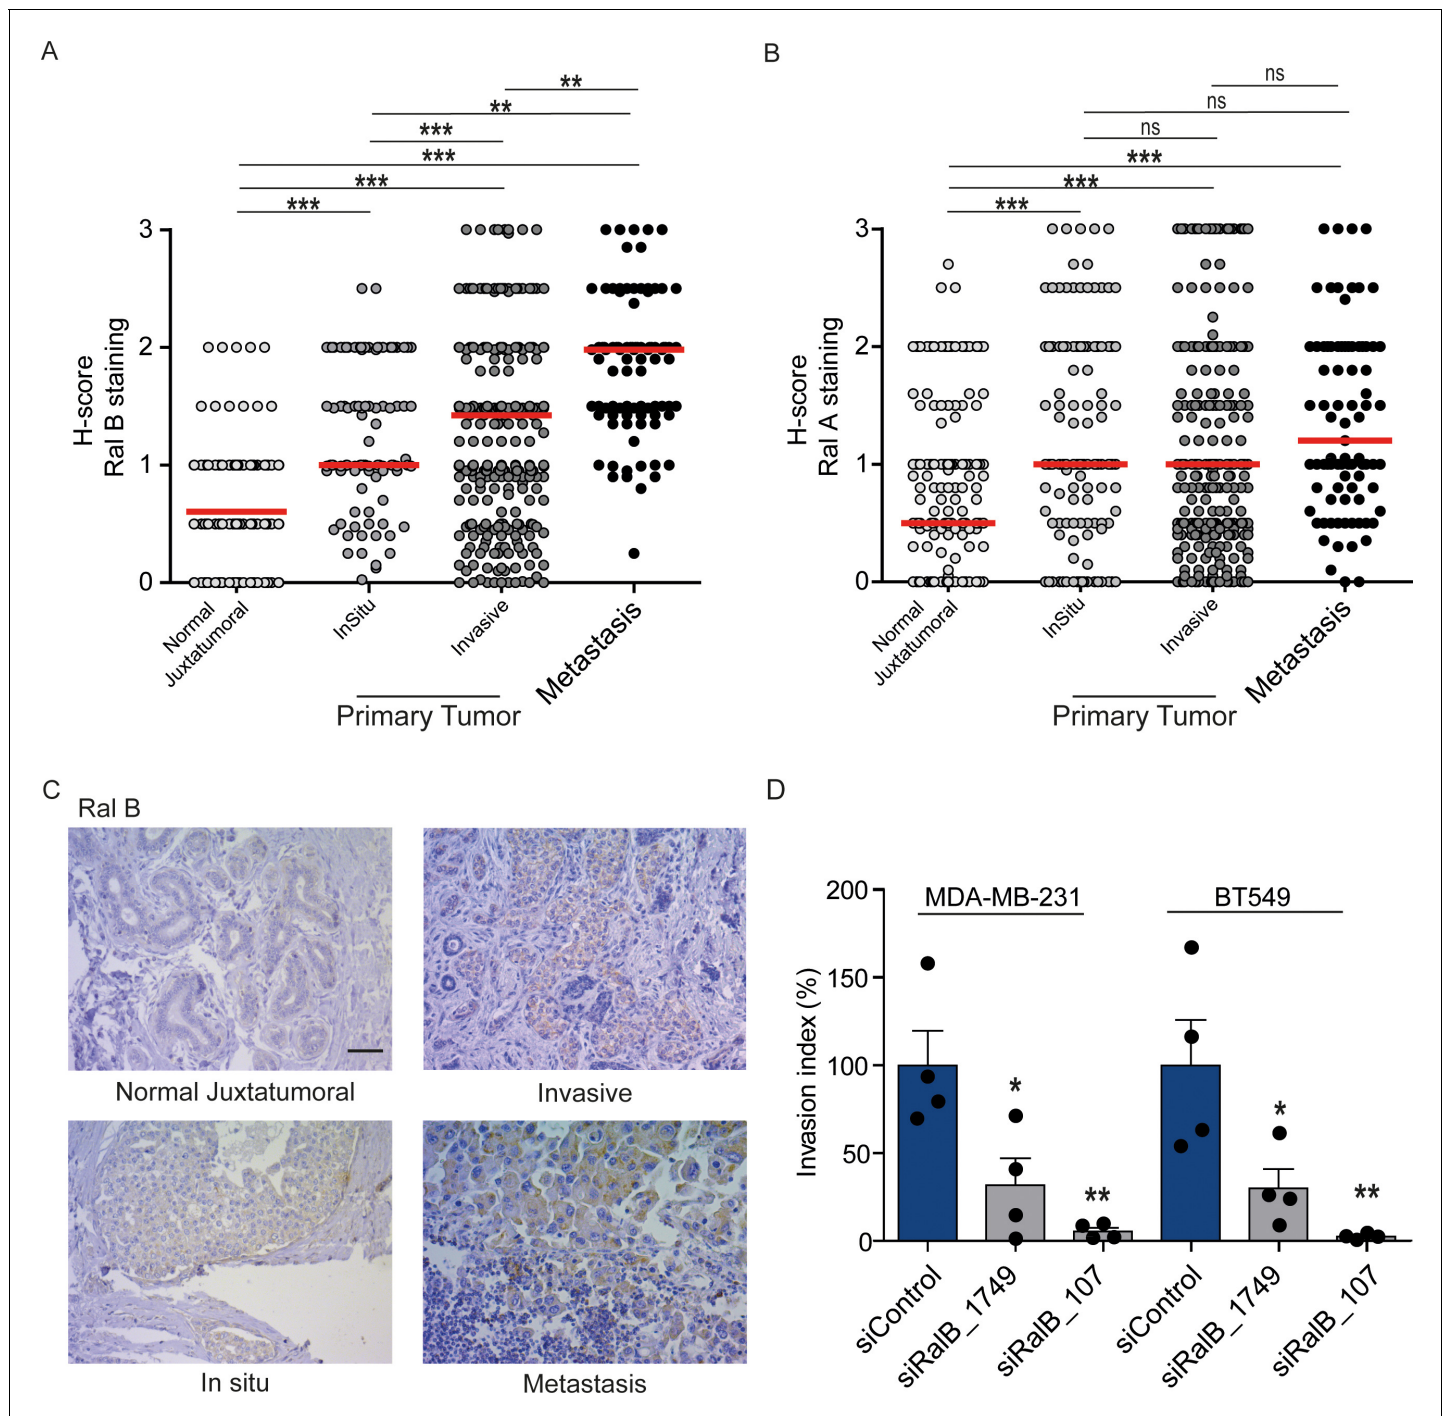 A
**
**
***
***
***
***
H-score
Ral B staining
3
2
1
0
Normal
Juxtatumoral
InSitu
Invasive
Metastasis
Primary Tumor
B
ns
ns
ns
***
***
***
H-score
Ral A staining
3
2
1
0
Normal
Juxtatumoral
InSitu
Invasive
Metastasis
Primary Tumor
C
Ral B
Normal Juxtatumoral
Invasive
In situ
Metastasis
D
MDA-MB-231
BT549
Invasion index (%)
200
150
100
50
0
*
**
*
**
siControl
siRalB_1749
siRalB_107
siControl
siRalB_1749
siRalB_107